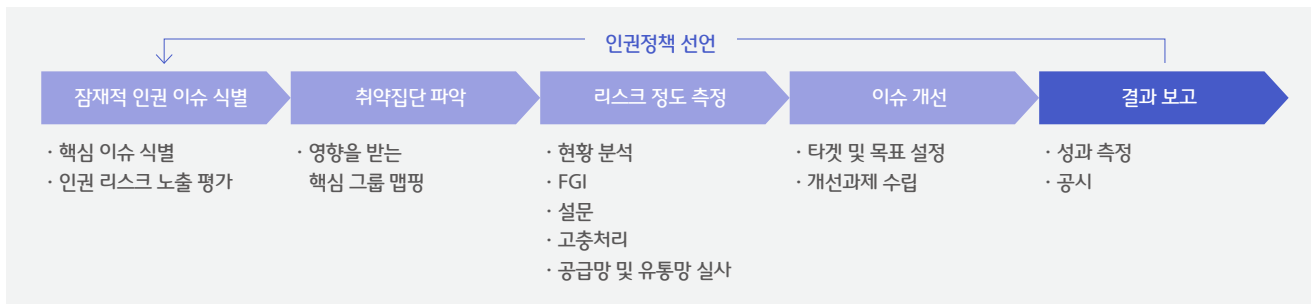 인권정책 선언
잠재적 인권 이슈 식별
· 핵심 이슈 식별
· 인권 리스크 노출 평가
취약집단 파악
· 영향을 받는
핵심 그룹 맵핑
리스크 정도 측정
· 현황 분석
· FGI
· 설문
· 고충처리
· 공급망 및 유통망 실사
이슈 개선
· 타겟 및 목표 설정
· 개선과제 수립
결과 보고
· 성과 측정
· 공시